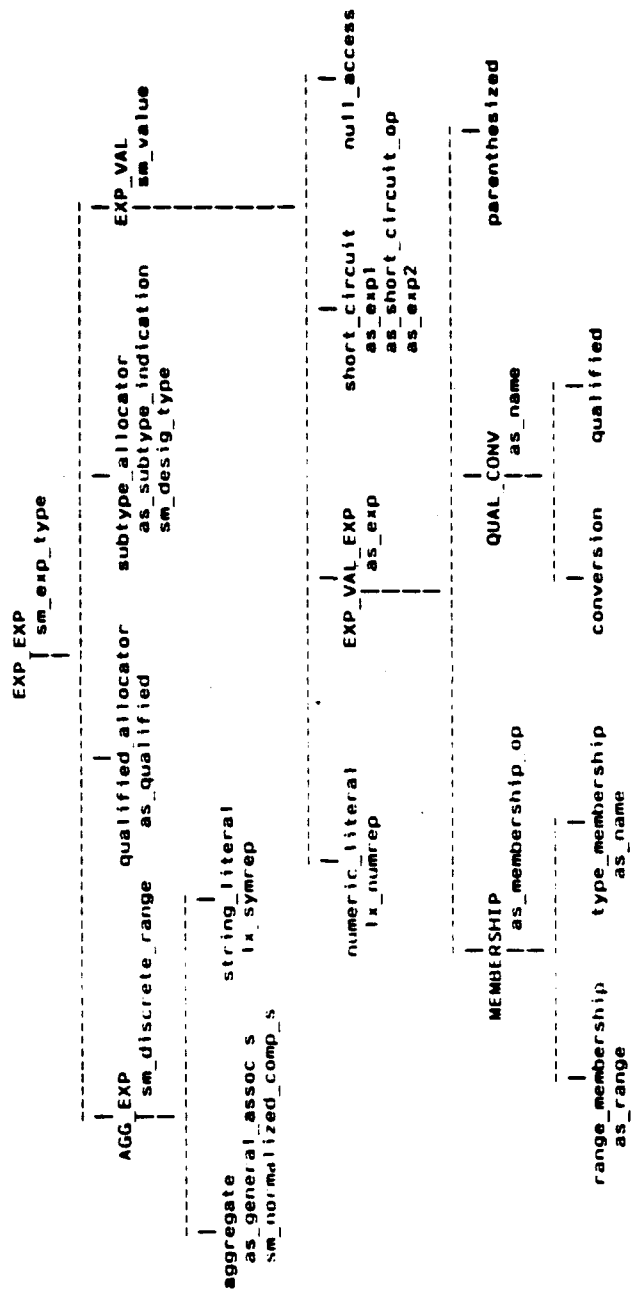 EXP_EXP
sm_exp_type
AGG_EXP
sm_discrete_range
qualified_allocator
as_qualified
subtype_allocator
as_subtype_indication
sm_desig_type
EXP_VAL
sm_value
aggregate
as_general_assoc_s
sm_normalized_comp_s
string_literal
lx_symrep
numeric_literal
lx_numrep
EXP_VAL_EXP
as_exp
short_circuit
as_exp1
as_short_circuit_op
as_exp2
null_access
MEMBERSHIP
as_membership_op
QUAL_CONV
as_name
parenthesized
range_membership
as_range
type_membership
as_name
conversion
qualified